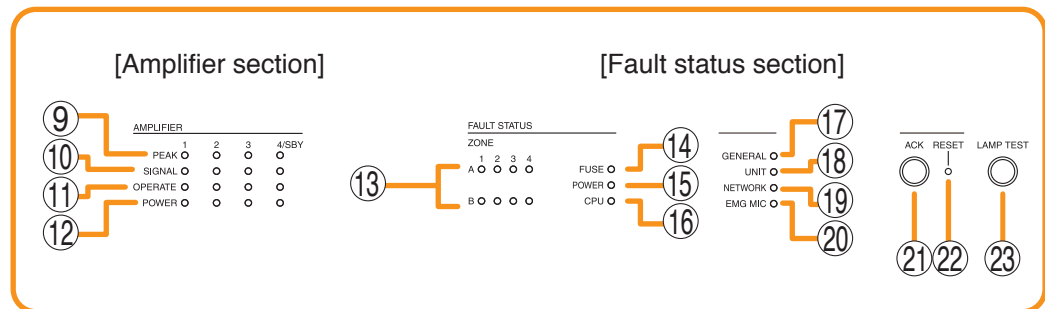 [Amplifier section] [Fault status section]
9 AMPLIFIER FAULT STATUS 17
1 2 3 4/SBY ZONE 14 ACK RESET LAMP TEST
10 PEAK 1 2 3 4 GENERAL 18
SIGNAL A FUSE UNIT
11 OPERATE 13 POWER 15 NETWORK 19
POWER B CPU EMG MIC
12 16 20
21 22 23